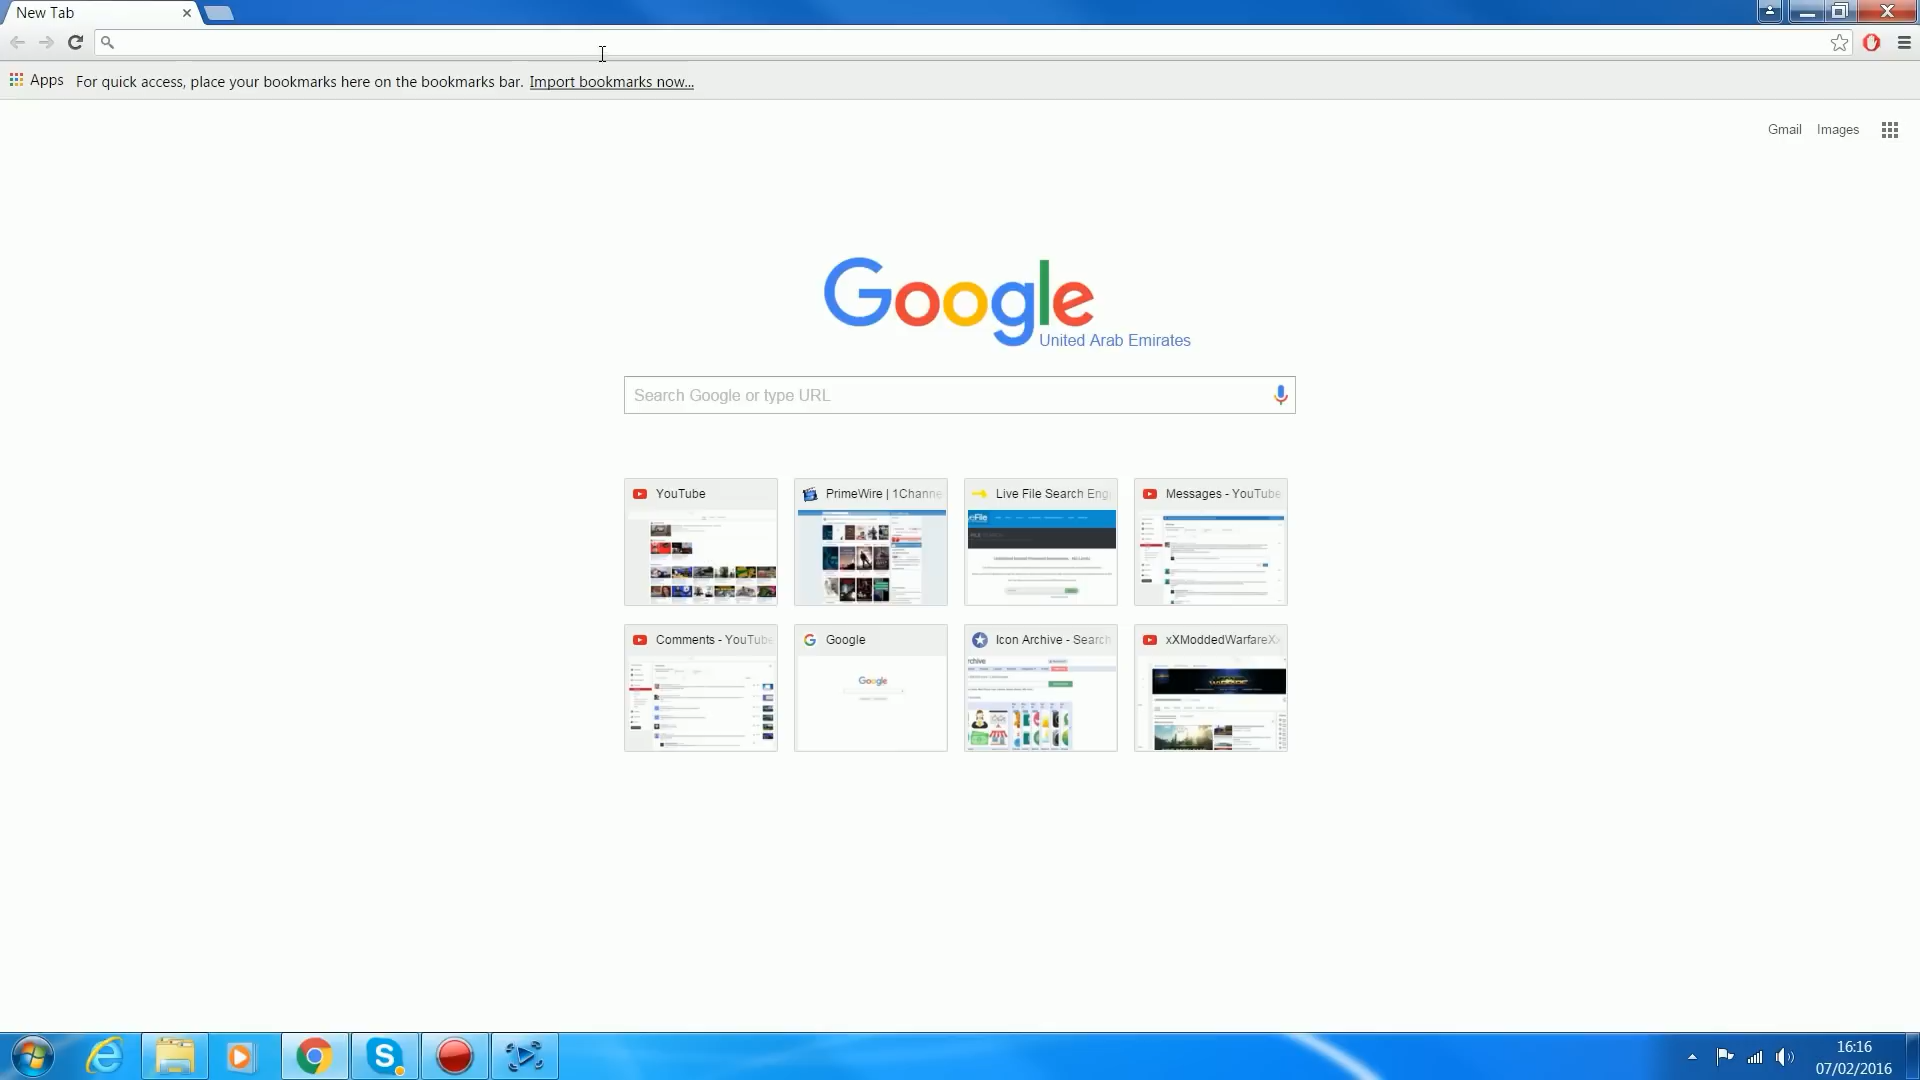 New Tab
Apps
For quick access, place your bookmarks here on the bookmarks bar. Import bookmarks now...
Gmail Images
Google
United Arab Emirates
Search Google or type URL
YouTube
PrimeWire | 1Channe
Live File Search Eng
Messages - YouTube
Comments - YouTube
Google
Icon Archive - Search
xXModdedWarfareXx
Google
16:16
07/02/2016